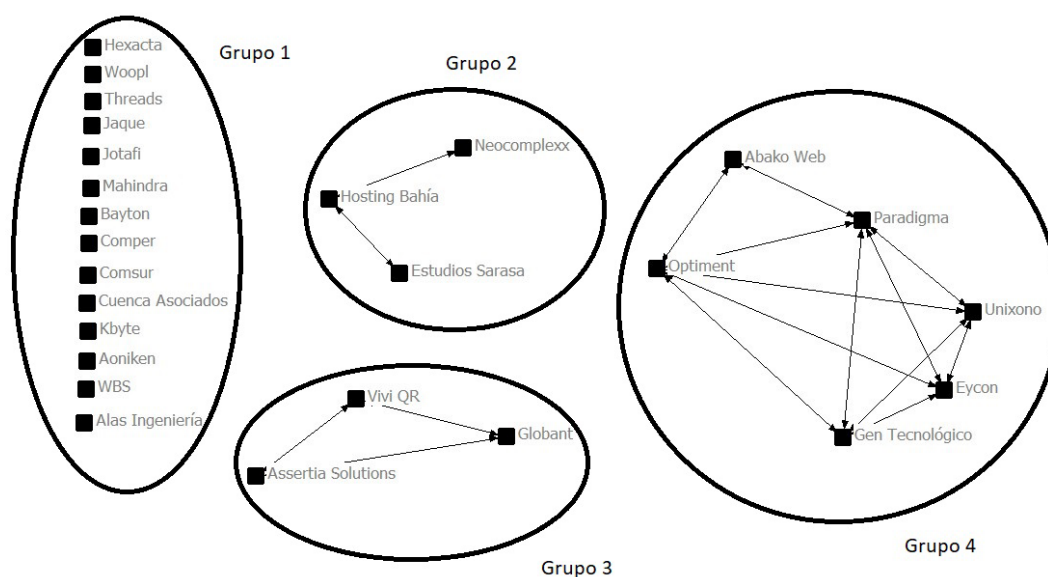 Grupo 1
Hexacta
Woopl
Threads
Jaque
Jotafi
Mahindra
Bayton
Comper
Comsur
Cuenca Asociados
Kbyte
Aoniken
WBS
Alas Ingeniería
Grupo 2
Neocomplexx
Hosting Bahía
Estudios Sarasa
Vivi QR
Globant
Assertia Solutions
Grupo 3
Abako Web
Paradigma
Optiment
Unixono
Eycon
Gen Tecnológico
Grupo 4